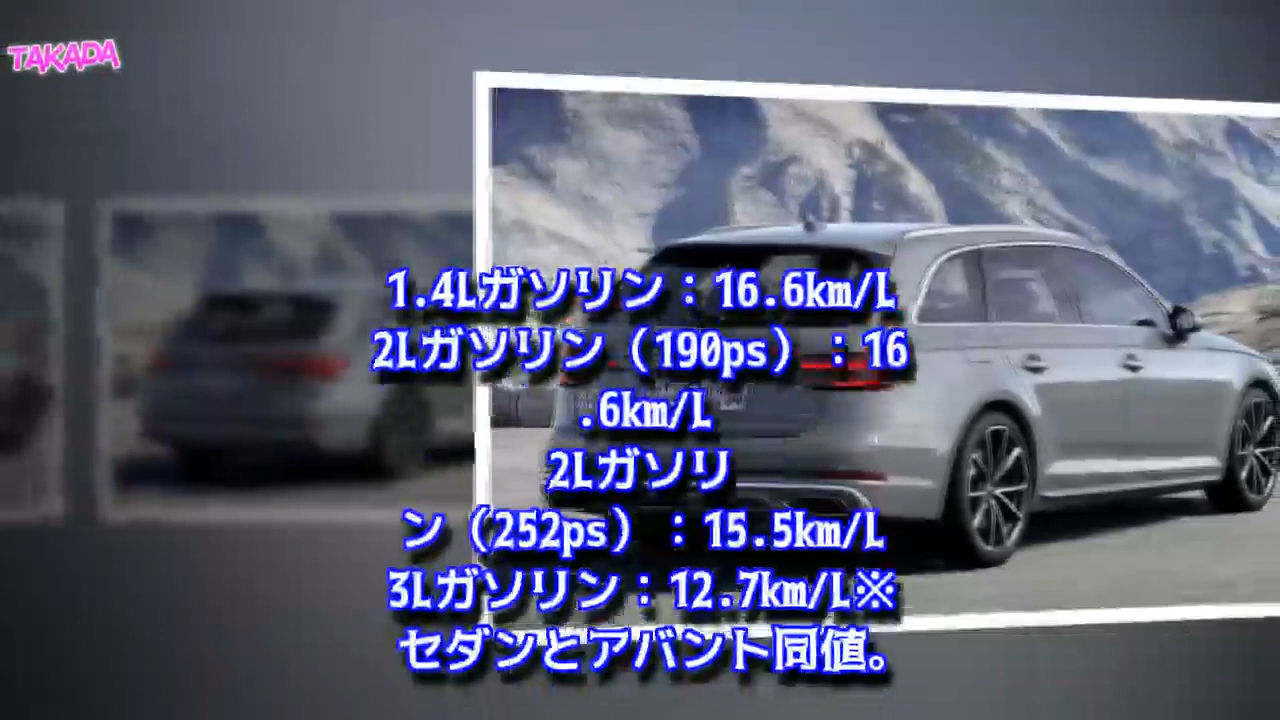 TAKADA
1.4Lガソリン：16.6km/L
2Lガソリン（190ps）：16
.6km/L
2Lガソリ
ン（252ps）：15.5km/L
3Lガソリン：12.7km/L※
セダンとアバント同値。